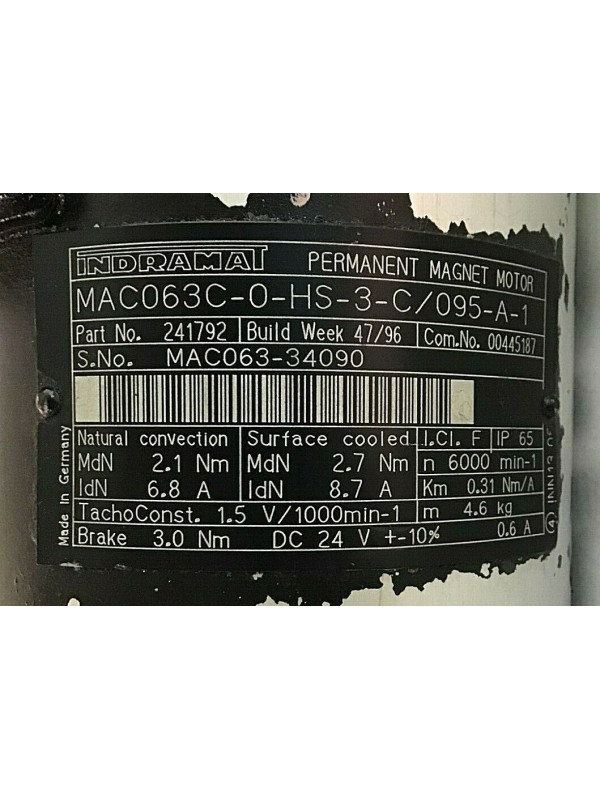 INDRAMAT PERMANENT MAGNET MOTOR
MAC063C-0-HS-3-C/095-A-1
Part No. 241792 Build Week 47/96 Com.No. 00445187
S.No. MAC063-34090
Natural convection Surface cooled I.Cl. F IP 65
MdN 2.1 Nm MdN 2.7 Nm n 6000 min-1
IdN 6.8 A IdN 8.7 A Km 0.31 Nm/A
TachoConst. 1.5 V/1000min-1 m 4.6 kg
Brake 3.0 Nm DC 24 V +-10% 0.6 A
Made In Germany